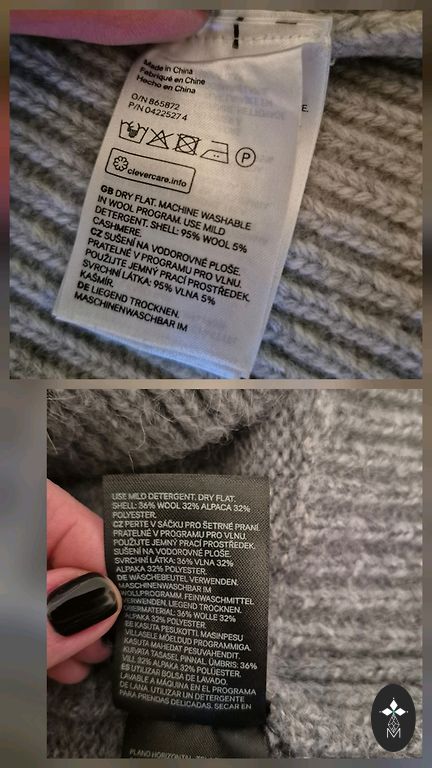 Made in China
Fabriqué en Chine
Hecho en China
O/N 865872
P/N 04225274
P
clevercare.info
GB DRY FLAT. MACHINE WASHABLE
IN WOOL PROGRAM. USE MILD
DETERGENT. SHELL: 95% WOOL 5%
CASHMERE.
CZ SUŠENÍ NA VODOROVNÉ PLOŠE.
PRATELNÉ V PROGRAMU PRO VLNU.
POUŽIJTE JEMNÝ PRACÍ PROSTŘEDEK.
SVRCHNÍ LÁTKA: 95% VLNA 5%
KAŠMÍR.
DE LIEGEND TROCKNEN.
MASCHINENWASCHBAR IM
USE MILD DETERGENT. DRY FLAT.
SHELL: 36% WOOL 32% ALPACA 32%
POLYESTER.
CZ PERTE V SÁČKU PRO ŠETRNÉ PRANÍ.
PRATELNÉ V PROGRAMU PRO VLNU.
POUŽIJTE JEMNÝ PRACÍ PROSTŘEDEK.
SUŠENÍ NA VODOROVNÉ PLOŠE.
SVRCHNÍ LÁTKA: 36% VLNA 32%
ALPAKA 32% POLYESTER.
DE WÄSCHEBEUTEL VERWENDEN.
MASCHINENWASCHBAR IM
WOLLPROGRAMM. FEINWASCHMITTEL
VERWENDEN. LIEGEND TROCKNEN.
OBERMATERIAL: 36% WOLLE 32%
ALPAKA 32% POLYESTER.
EE KASUTA PESUKOTTI. MASINPESU
VILLASELE MÕELDUD PROGRAMMIGA.
KASUTA MAHEDAT PESUVAHENDIT.
KUIVATA TASASEL PINNAL. ÜMBRIS: 36%
VILL 32% ALPAKA 32% POLÜESTER.
ES UTILIZAR BOLSA DE LAVADO.
LAVABLE A MÁQUINA EN EL PROGRAMA
DE LANA. UTILIZAR UN DETERGENTE
PARA PRENDAS DELICADAS. SECAR EN
PLANO HORIZONTAL.
M